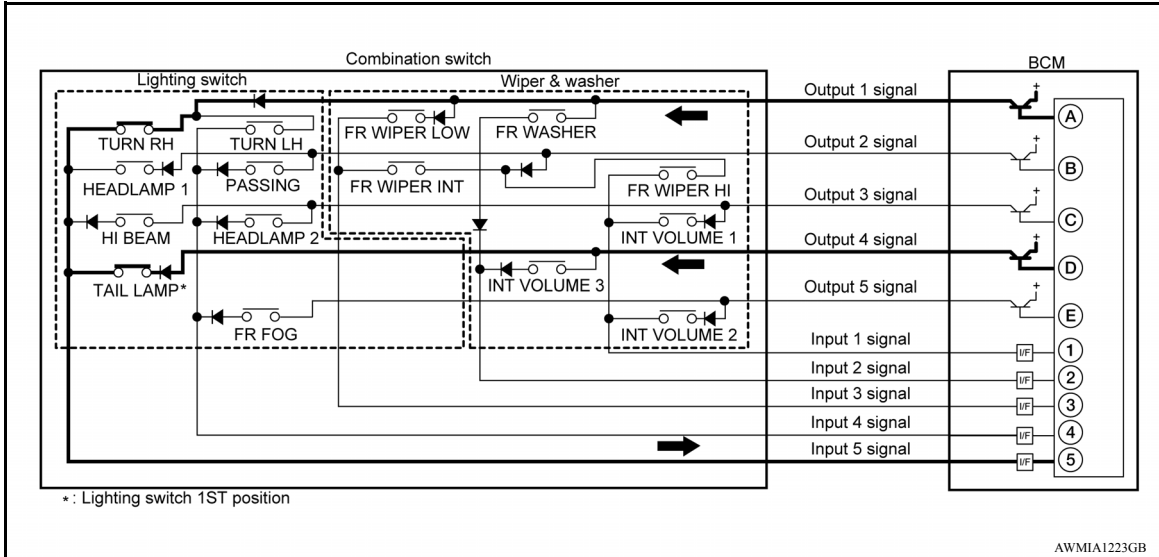 Combination switch
BCM
Lighting switch
Wiper & washer
Output 1 signal
+
A
TURN RH
TURN LH
FR WIPER LOW
FR WASHER
Output 2 signal
+
B
HEADLAMP 1
PASSING
FR WIPER INT
FR WIPER HI
Output 3 signal
+
C
HI BEAM
HEADLAMP 2
INT VOLUME 1
Output 4 signal
+
D
TAIL LAMP*
INT VOLUME 3
Output 5 signal
+
E
FR FOG
INT VOLUME 2
Input 1 signal
I/F
1
Input 2 signal
I/F
2
Input 3 signal
I/F
3
Input 4 signal
I/F
4
Input 5 signal
I/F
5
* : Lighting switch 1ST position
AWMIA1223GB